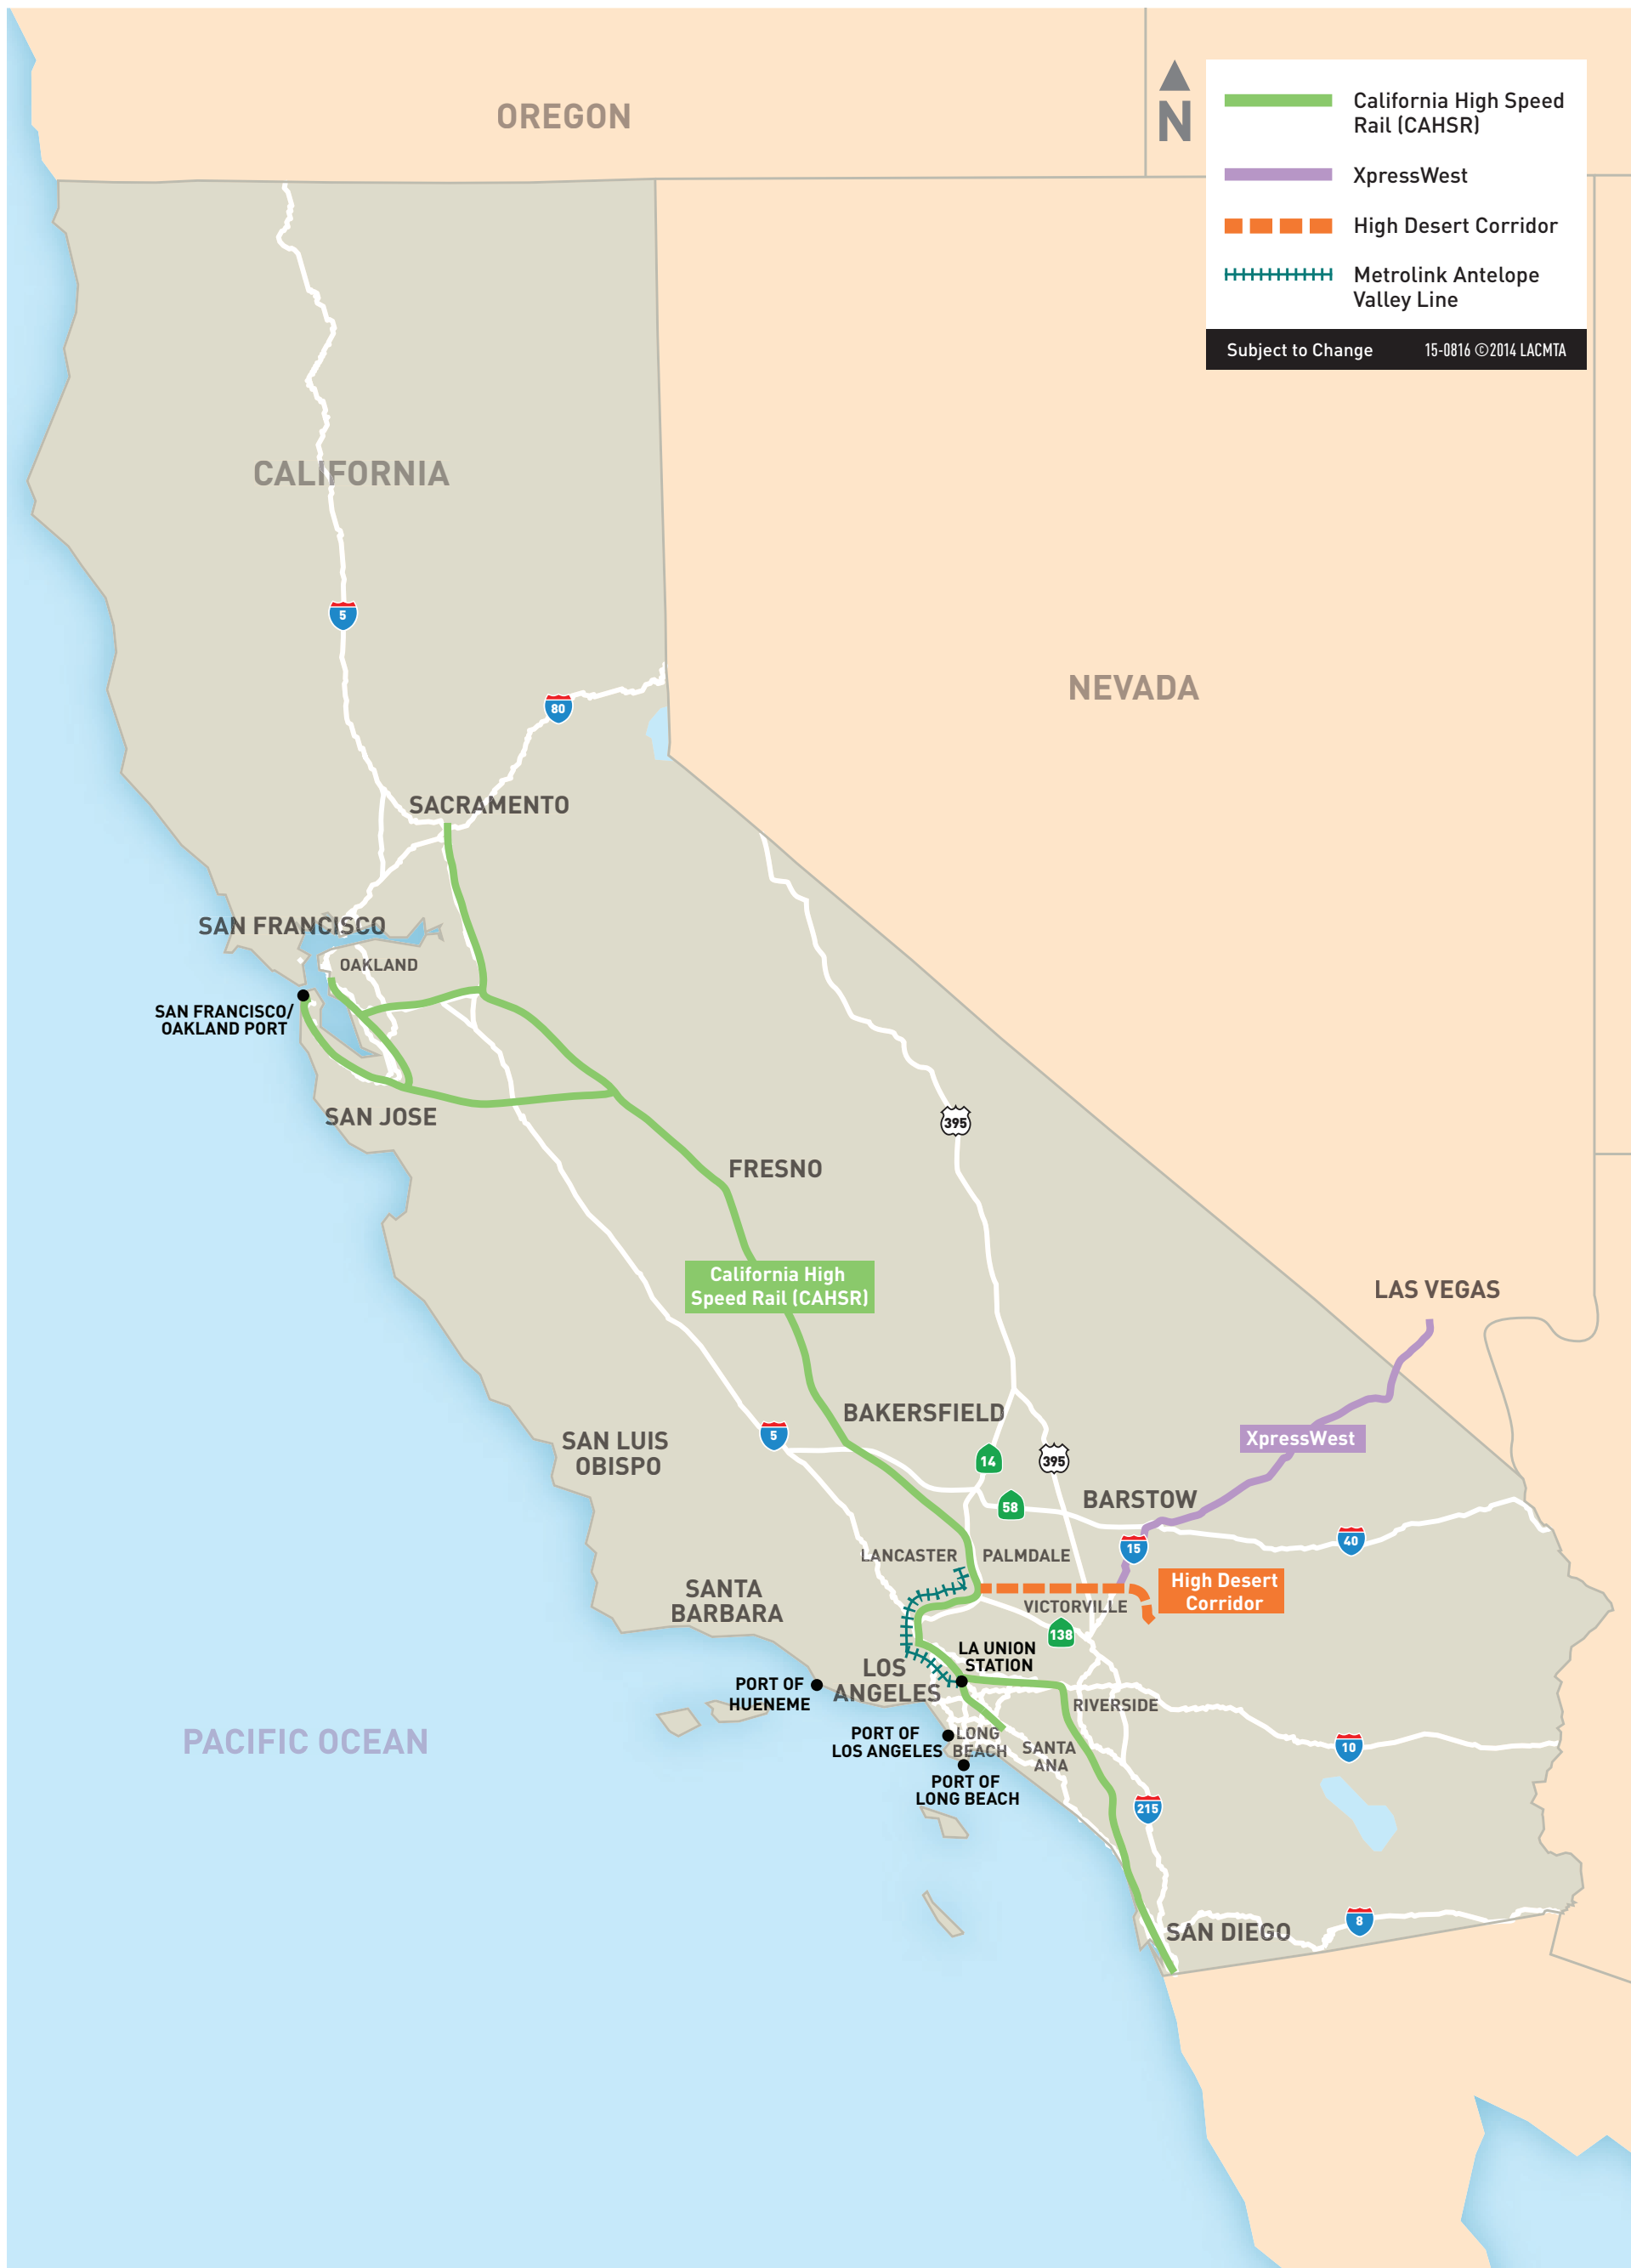 OREGON
N
California High Speed
Rail (CAHSR)
XpressWest
High Desert Corridor
Metrolink Antelope
Valley Line
Subject to Change
15-0816 ©2014 LACMTA
CALIFORNIA
5
80
NEVADA
SACRAMENTO
SAN FRANCISCO
OAKLAND
SAN FRANCISCO/
OAKLAND PORT
SAN JOSE
395
FRESNO
California High
Speed Rail (CAHSR)
LAS VEGAS
BAKERSFIELD
XpressWest
5
SAN LUIS
OBISPO
14
395
58
BARSTOW
15
40
LANCASTER
PALMDALE
High Desert
Corridor
SANTA
BARBARA
VICTORVILLE
138
LA UNION
STATION
LOS
ANGELES
PORT OF
HUENEME
RIVERSIDE
PACIFIC OCEAN
PORT OF
LOS ANGELES
LONG
BEACH
SANTA
ANA
10
PORT OF
LONG BEACH
215
SAN DIEGO
8